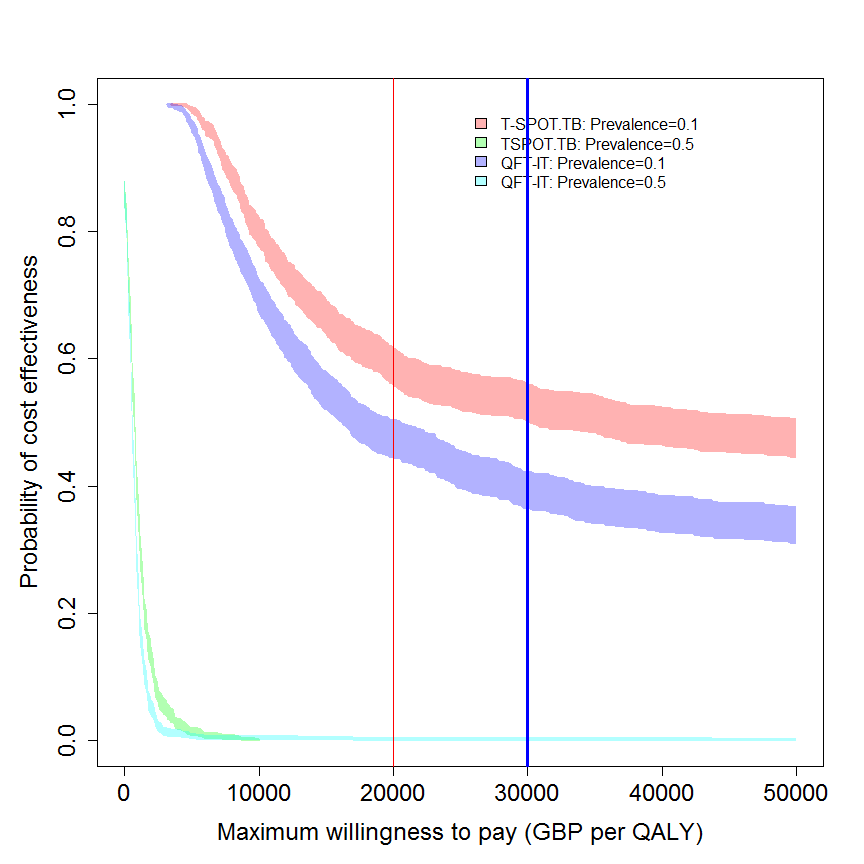 1.0
0.8
0.6
0.4
0.2
0.0
Probability of cost effectiveness
T-SPOT.TB: Prevalence=0.1
TSPOT.TB: Prevalence=0.5
QFT-IT: Prevalence=0.1
QFT-IT: Prevalence=0.5
0 10000 20000 30000 40000 50000
Maximum willingness to pay (GBP per QALY)